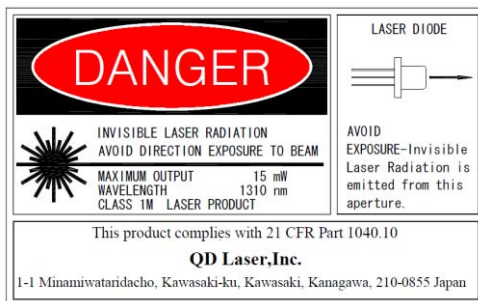 DANGER
INVISIBLE LASER RADIATION
AVOID DIRECTION EXPOSURE TO BEAM
MAXIMUM OUTPUT 15 mW
WAVELENGTH 1310 nm
CLASS 1M LASER PRODUCT
LASER DIODE
AVOID
EXPOSURE-Invisible
Laser Radiation is
emitted from this
aperture.
This product complies with 21 CFR Part 1040.10
QD Laser,Inc.
1-1 Minamiwataridacho, Kawasaki-ku, Kawasaki, Kanagawa, 210-0855 Japan